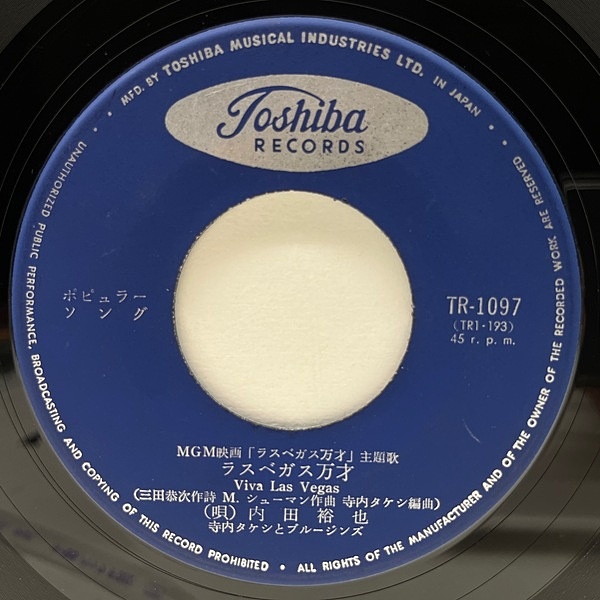 MFD. BY TOSHIBA MUSICAL INDUSTRIES LTD. IN JAPAN
Toshiba
RECORDS
ポピュラー
ソング
TR-1097
(TR1・193)
45 r. p. m.
MGM映画「ラスベガス万才」主題歌
ラスベガス万才
Viva Las Vegas
(三田恭次作詩 M. シューマン作曲 寺内タケシ編曲)
(唄) 内田裕也
寺内タケシとブルージンズ
UNAUTHORIZED PUBLIC PERFORMANCE, BROADCASTING AND COPYING OF THIS RECORD PROHIBITED • ALL RIGHTS OF THE MANUFACTURER AND OF THE OWNER OF THE RECORDED WORK ARE RESERVED